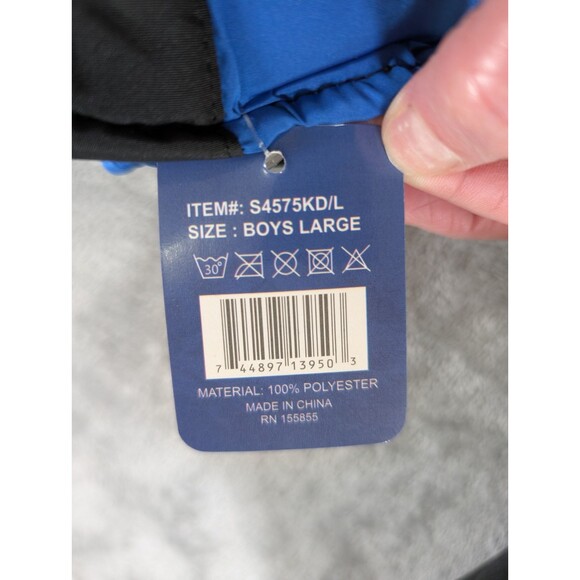 ITEM#: S4575KD/L
SIZE : BOYS LARGE
30°
7 44897 13950 3
MATERIAL: 100% POLYESTER
MADE IN CHINA
RN 155855